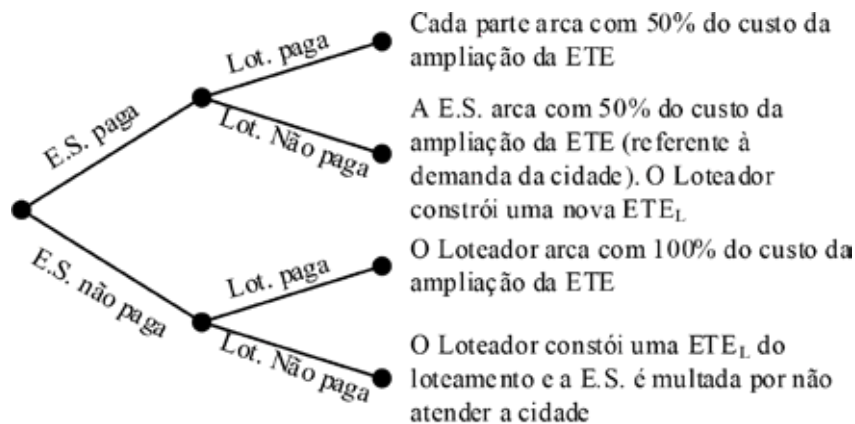 Lot. paga
Cada parte arca com 50% do custo da
ampliação da ETE
E.S. paga
Lot. Não paga
A E.S. arca com 50% do custo da
ampliação da ETE (referente à
demanda da cidade). O Loteador
constrói uma nova ETEL
E.S. não paga
Lot. paga
O Loteador arca com 100% do custo da
ampliação da ETE
Lot. Não paga
O Loteador constói uma ETEL do
loteamento e a E.S. é multada por não
atender a cidade